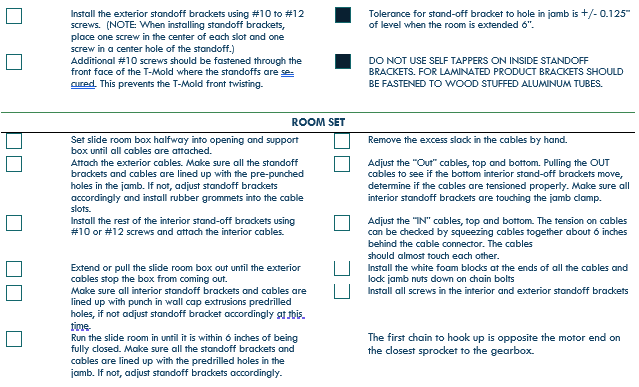 Install the exterior standoff brackets using #10 to #12
screws.  (NOTE: When installing standoff brackets,
place one screw in the center of each slot and one
screw in a center hole of the standoff.)
Additional #10 screws should be fastened through the
front face of the T-Mold where the standoffs are se-
cured. This prevents the T-Mold front twisting.
Tolerance for stand-off bracket to hole in jamb is +/- 0.125"
of level when the room is extended 6".
DO NOT USE SELF TAPPERS ON INSIDE STANDOFF
BRACKETS. FOR LAMINATED PRODUCT BRACKETS SHOULD
BE FASTENED TO WOOD STUFFED ALUMINUM TUBES.
ROOM SET
Set slide room box halfway into opening and support
box until all cables are attached.
Attach the exterior cables. Make sure all the standoff
brackets and cables are lined up with the pre-punched
holes in the jamb. If not, adjust standoff brackets
accordingly and install rubber grommets into the cable
slots.
Install the rest of the interior stand-off brackets using
#10 or #12 screws and attach the interior cables.
Extend or pull the slide room box out until the exterior
cables stop the box from coming out.
Make sure all interior standoff brackets and cables are
lined up with punch in wall cap extrusions predrilled
holes, if not adjust standoff bracket accordingly at this
time.
Run the slide room in until it is within 6 inches of being
fully closed. Make sure all the standoff brackets and
cables are lined up with the predrilled holes in the
jamb. If not, adjust standoff brackets accordingly.
Remove the excess slack in the cables by hand.
Adjust the "Out" cables, top and bottom. Pulling the OUT
cables to see if the bottom interior stand-off brackets move,
determine if the cables are tensioned properly. Make sure all
interior standoff brackets are touching the jamb clamp.
Adjust the "IN" cables, top and bottom. The tension on cables
can be checked by squeezing cables together about 6 inches
behind the cable connector. The cables
should almost touch each other.
Install the white foam blocks at the ends of all the cables and
lock jamb nuts down on chain bolts
Install all screws in the interior and exterior standoff brackets
The first chain to hook up is opposite the motor end on
the closest sprocket to the gearbox.